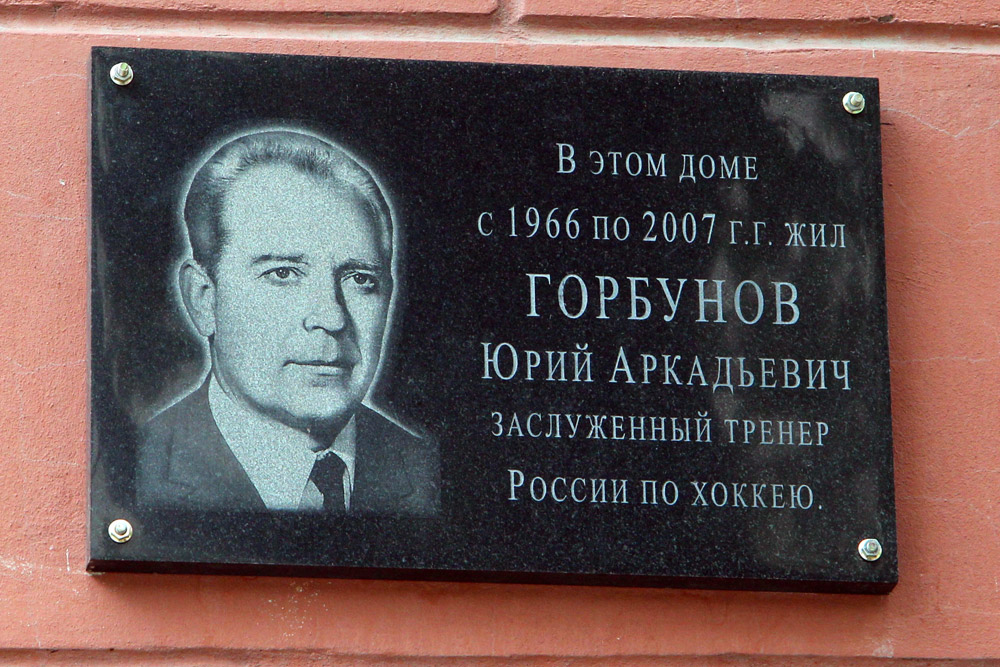 В ЭТОМ ДОМЕ
С 1966 ПО 2007 Г.Г. ЖИЛ
ГОРБУНОВ
ЮРИЙ АРКАДЬЕВИЧ
ЗАСЛУЖЕННЫЙ ТРЕНЕР
РОССИИ ПО ХОККЕЮ.